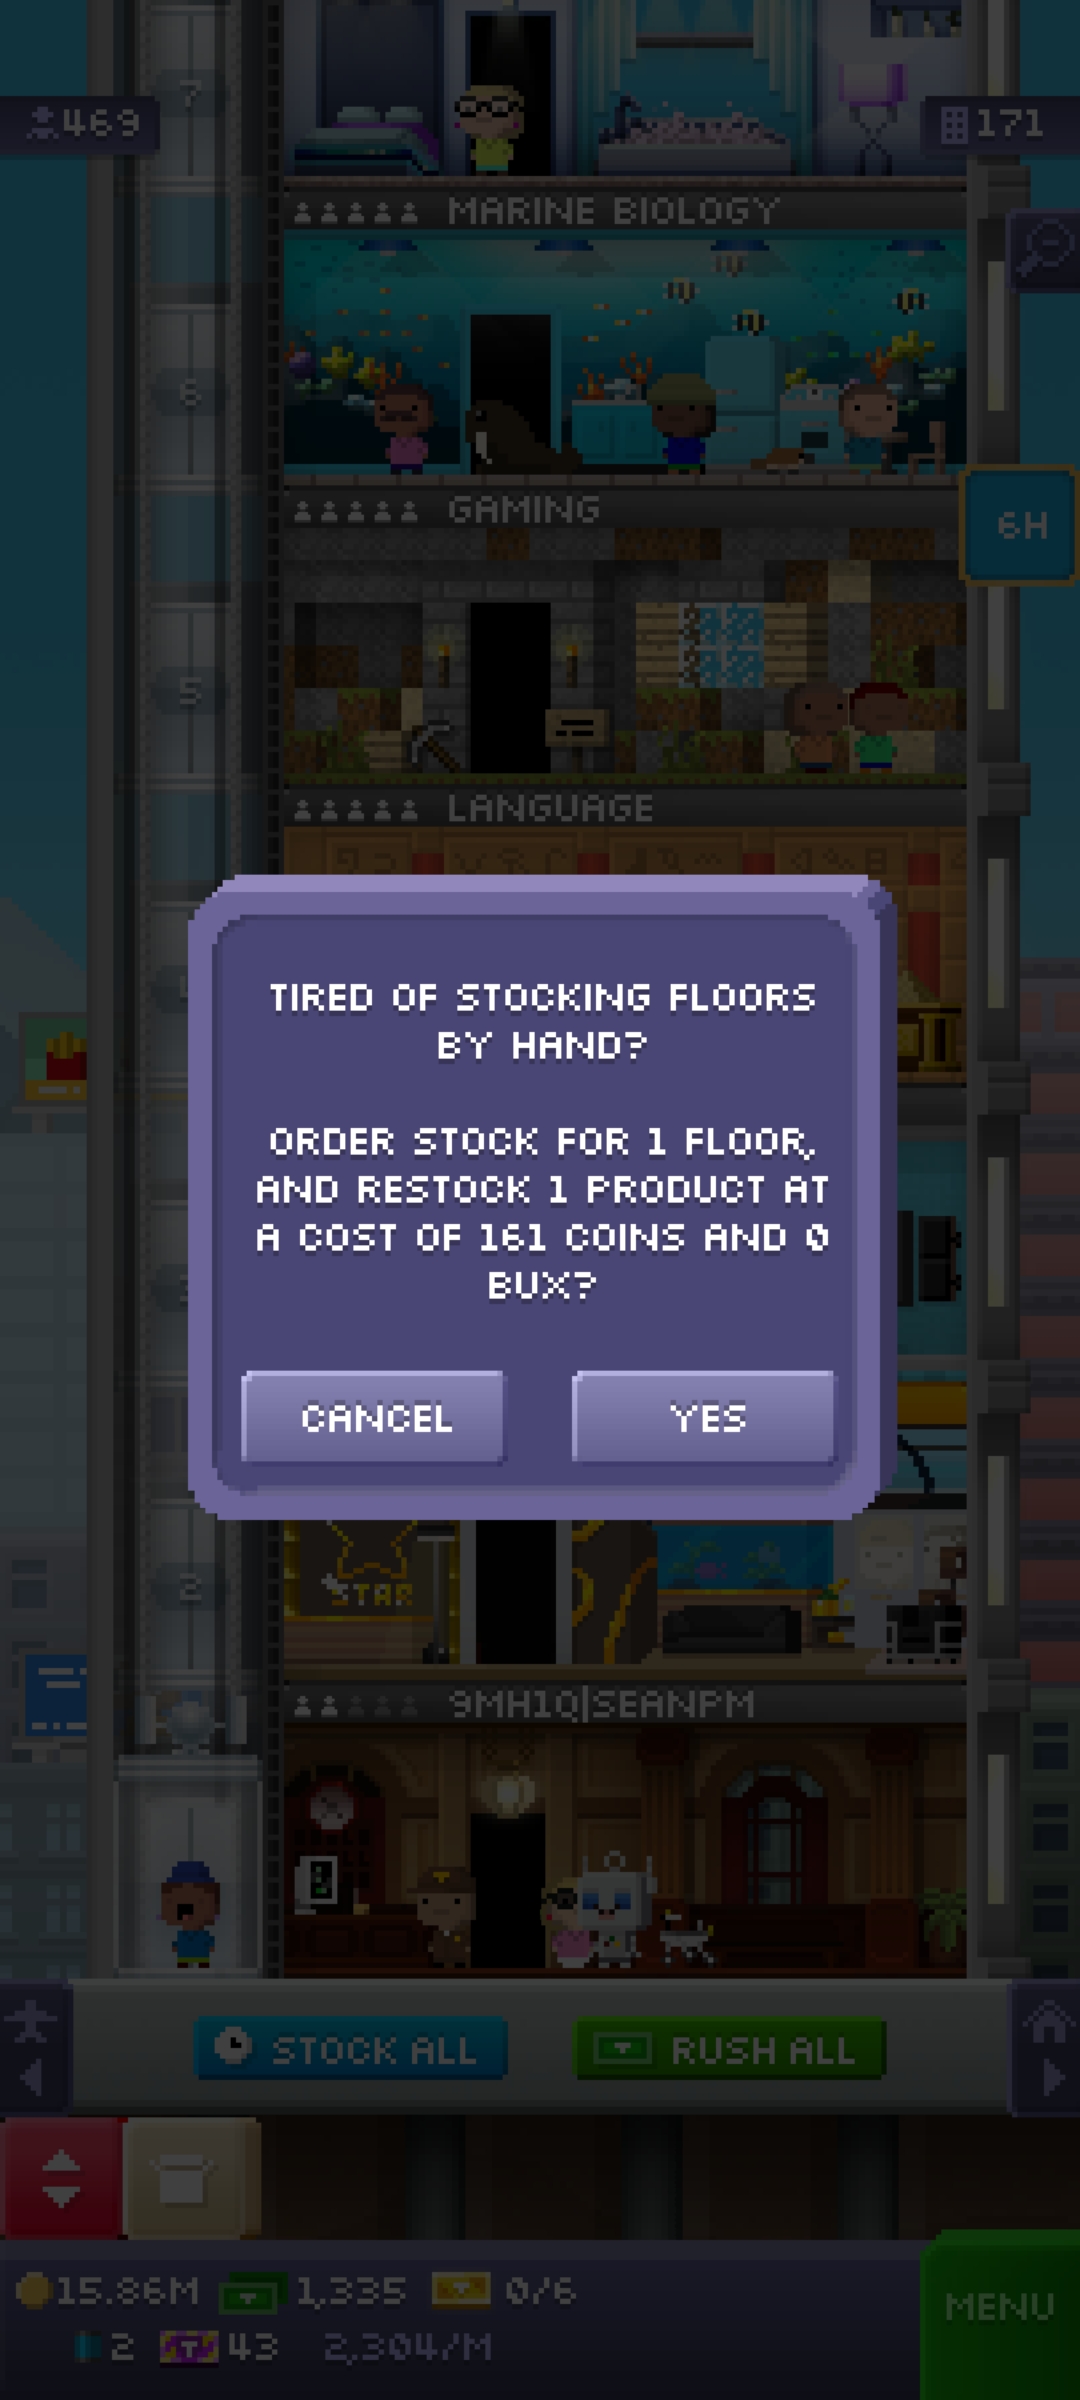 7
469
171
MARINE BIOLOGY
6
GAMING
6H
5
LANGUAGE
TIRED OF STOCKING FLOORS
BY HAND?
ORDER STOCK FOR 1 FLOOR,
AND RESTOCK 1 PRODUCT AT
A COST OF 161 COINS AND 0
BUX?
CANCEL
YES
2
STAR
9MH1Q|SEANPM
STOCK ALL
RUSH ALL
15.86M
1,335
0/6
MENU
2
43
2,304/M